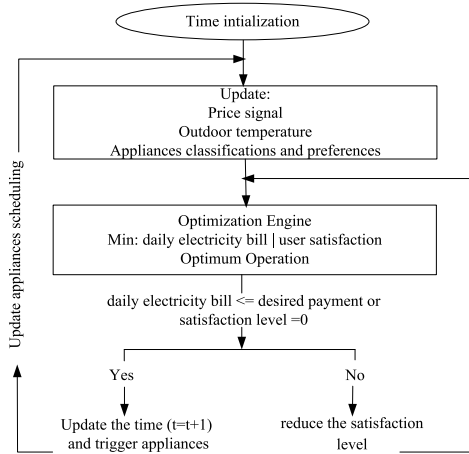 Time intialization
Update:
Price signal
Outdoor temperature
Appliances classifications and preferences
Update appliances scheduling
Optimization Engine
Min: daily electricity bill | user satisfaction
Optimum Operation
daily electricity bill <= desired payment or
satisfaction level =0
Yes
No
Update the time (t=t+1)
and trigger appliances
reduce the satisfaction
level